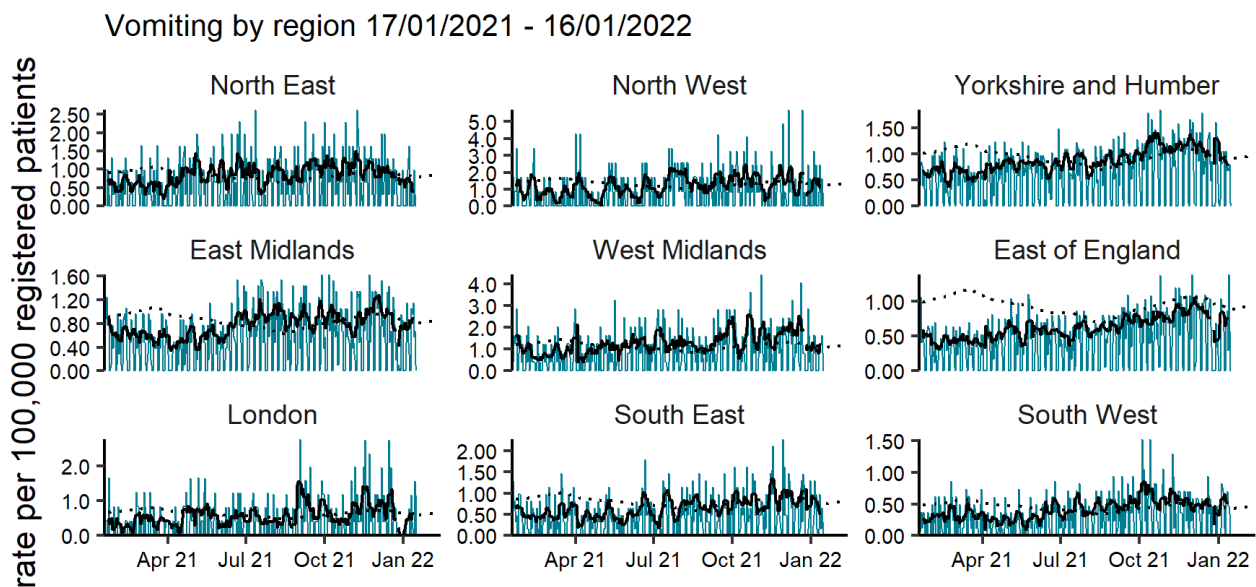 Vomiting by region 17/01/2021 - 16/01/2022
rate per 100,000 registered patients
North East
2.50
2.00
1.50
1.00
0.50
0.00
North West
5.0
4.0
3.0
2.0
1.0
0.0
Yorkshire and Humber
1.50
1.00
0.50
0.00
East Midlands
1.60
1.20
0.80
0.40
0.00
West Midlands
4.0
3.0
2.0
1.0
0.0
East of England
1.00
0.50
0.00
London
2.0
1.0
0.0
South East
2.00
1.50
1.00
0.50
0.00
South West
1.50
1.00
0.50
0.00
Apr 21 Jul 21 Oct 21 Jan 22
Apr 21 Jul 21 Oct 21 Jan 22
Apr 21 Jul 21 Oct 21 Jan 22